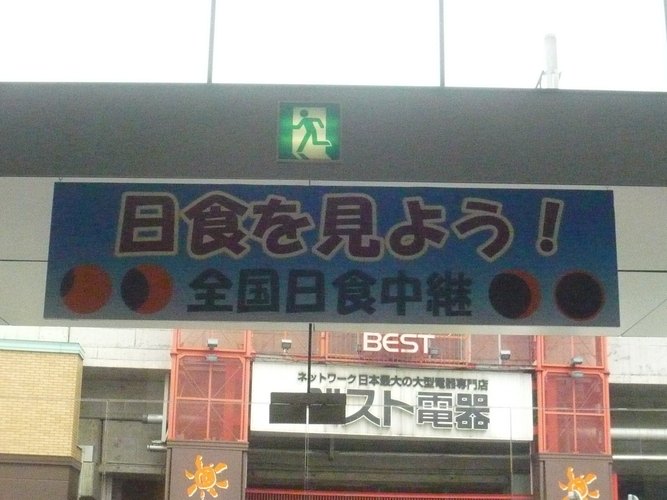 日食を見よう！
全国日食中継
BEST
ネットワーク日本最大の大型電器専門店
ベスト電器